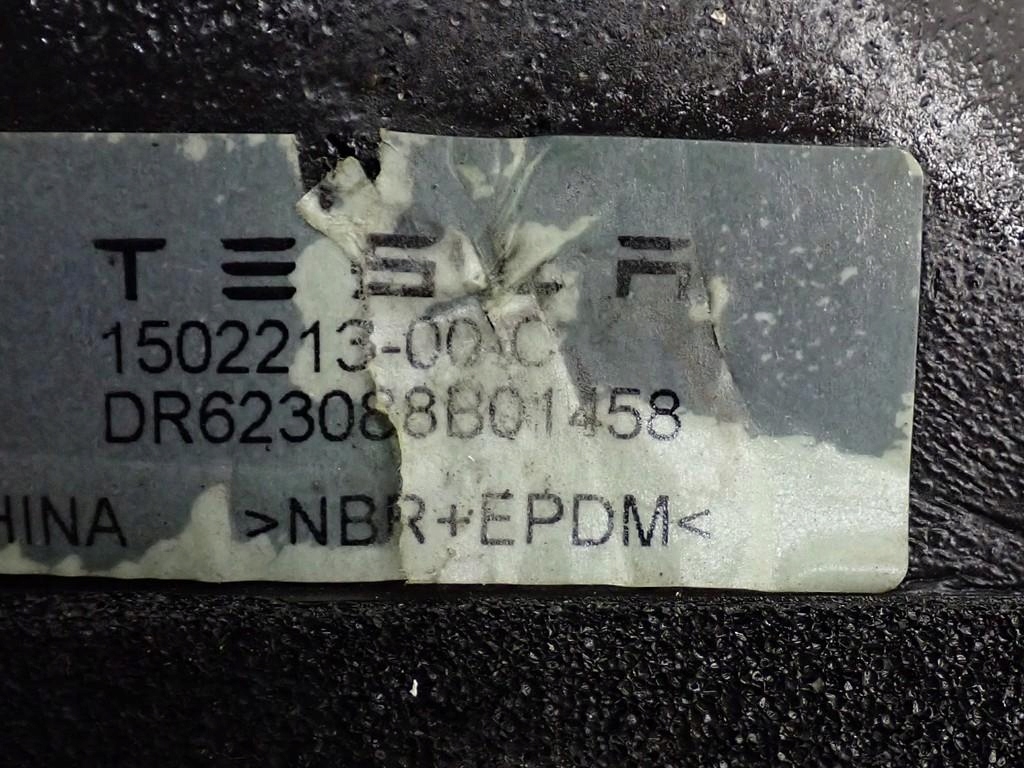 TESLA
1502213-00-C
DR623088B01458
HINA >NBR+EPDM<